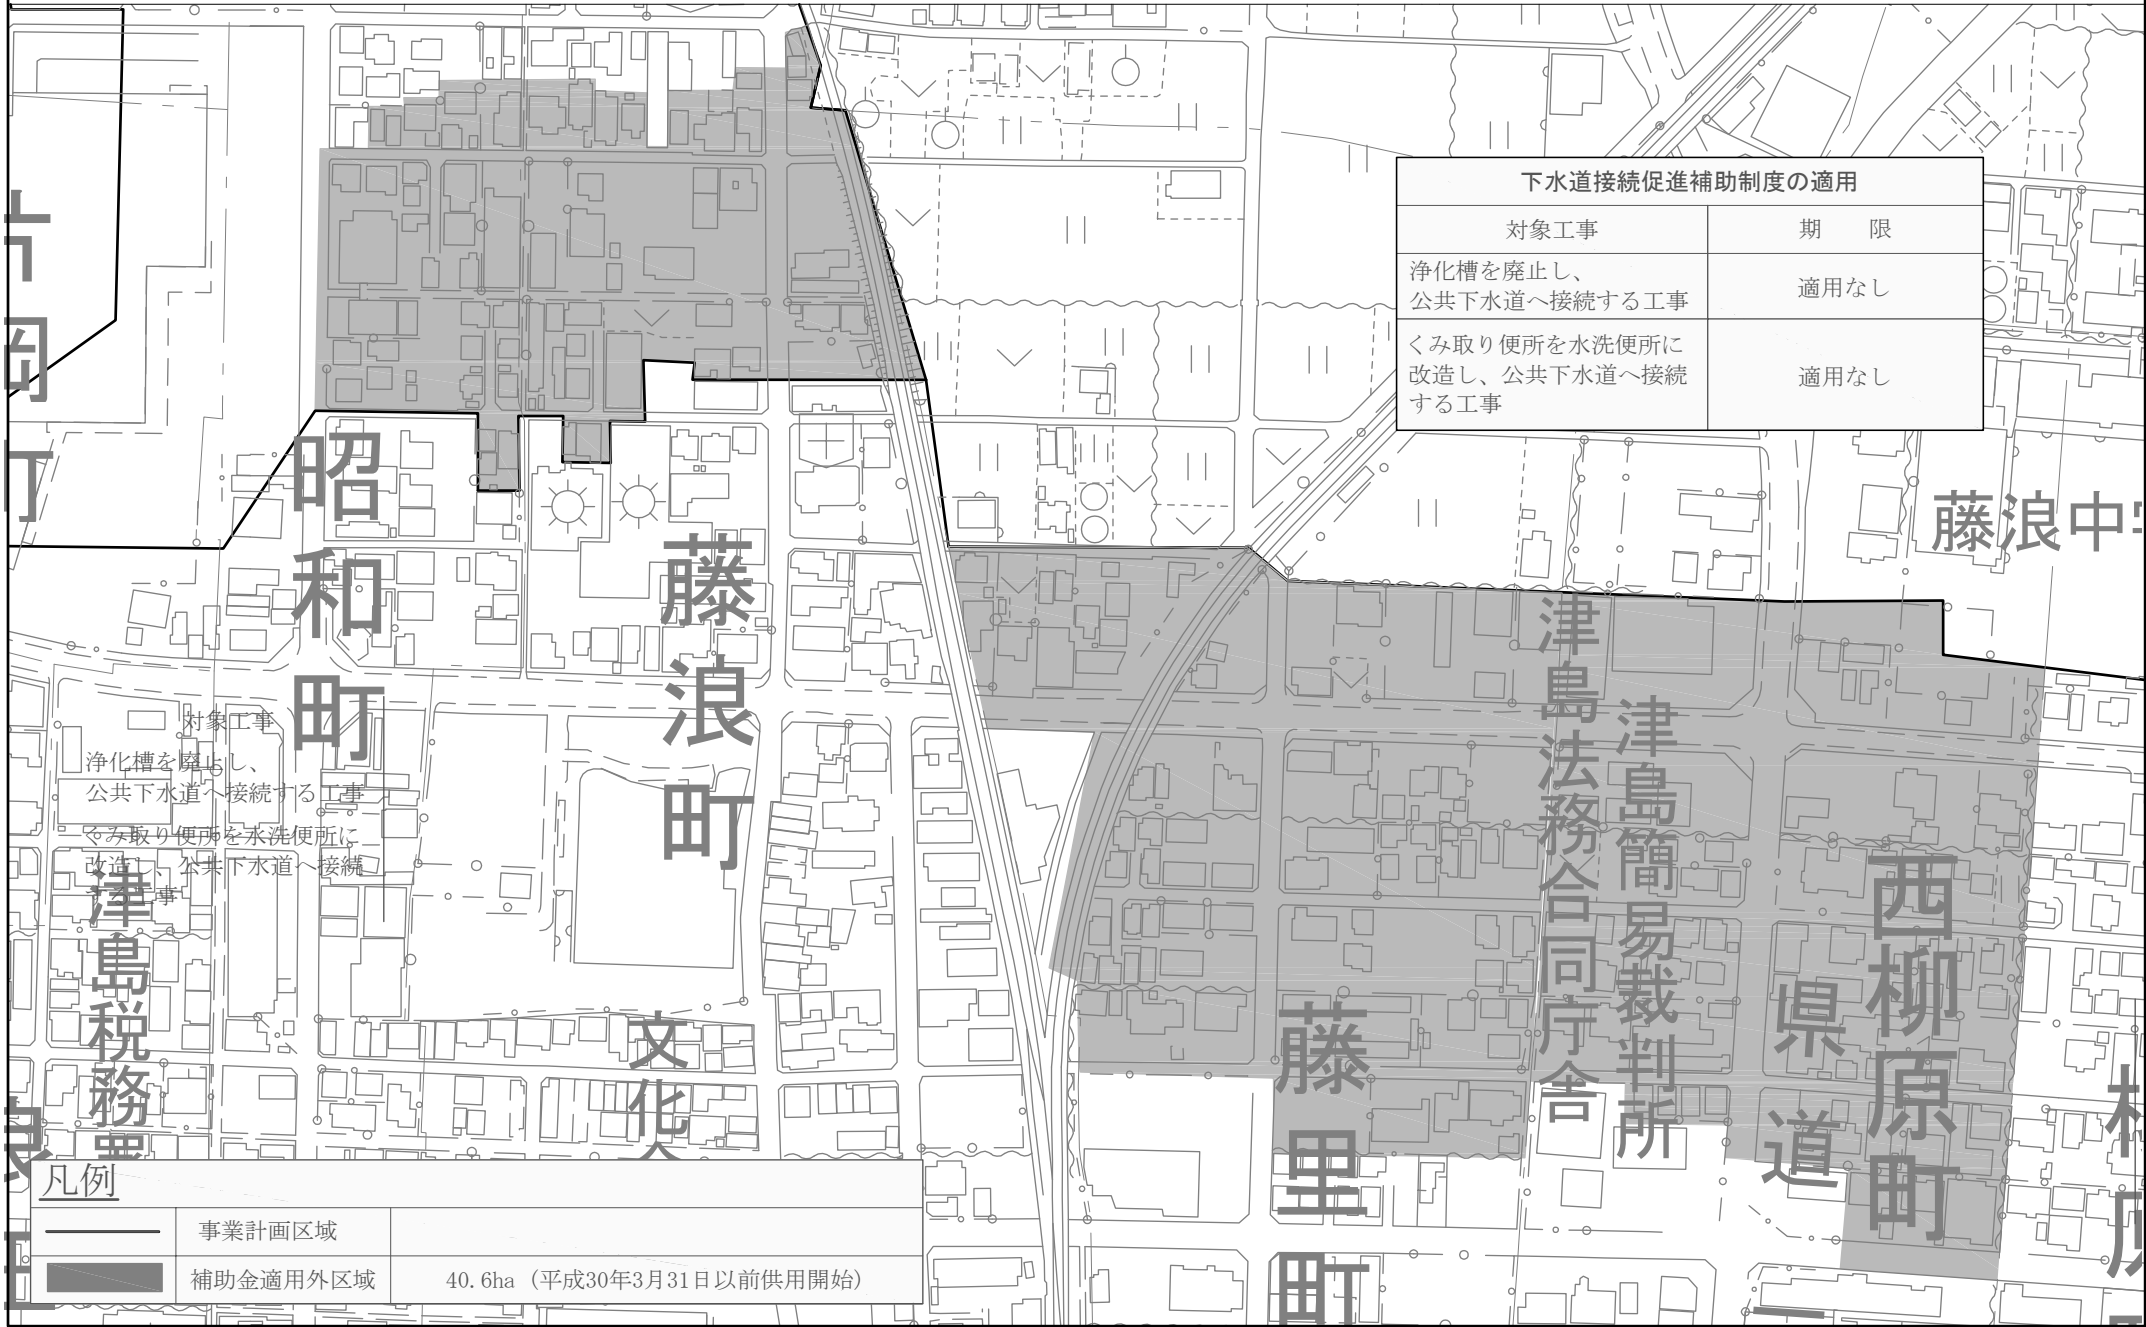 下水道接続促進補助制度の適用
対象工事
期 限
浄化槽を廃止し、
公共下水道へ接続する工事
適用なし
くみ取り便所を水洗便所に
改造し、公共下水道へ接続
する工事
適用なし
片岡町
昭和町
藤浪町
藤浪中
津島法務合同庁舎
津島簡易裁判所
西柳原町
県道
藤里町
対象工事
浄化槽を廃止し、
公共下水道へ接続する工事
くみ取り便所を水洗便所に
改造し、公共下水道へ接続
する工事
津島税務署
文化
凡例
事業計画区域
補助金適用外区域
40.6ha (平成30年3月31日以前供用開始)